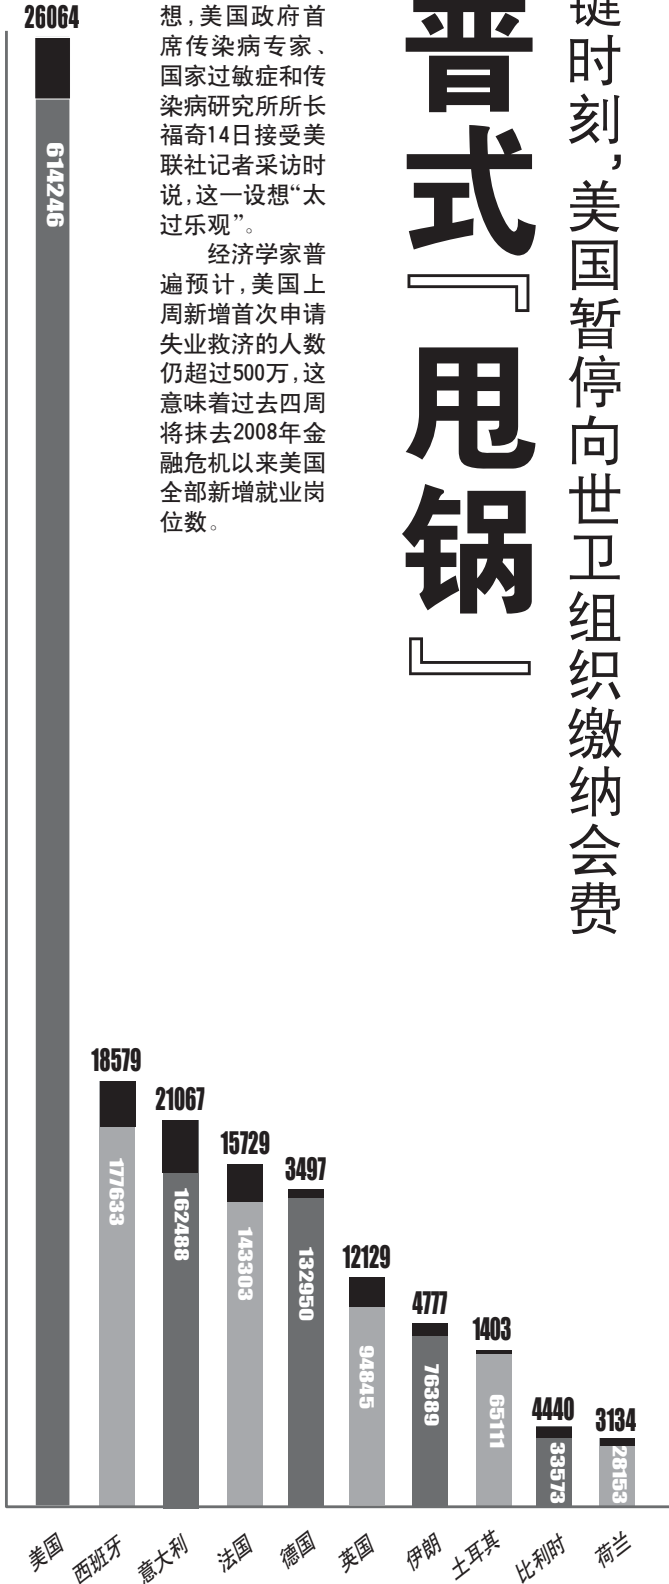 键时刻,美国暂停向世卫组织缴纳会费
普式『甩锅』
想,美国政府首
席传染病专家、
国家过敏症和传
染病研究所所长
福奇14日接受美
联社记者采访时
说,这一设想“太
过乐观”。
经济学家普
遍预计,美国上
周新增首次申请
失业救济的人数
仍超过500万,这
意味着过去四周
将抹去2008年金
融危机以来美国
全部新增就业岗
位数。
26064
614246
美国
18579
177633
西班牙
21067
162488
意大利
15729
143303
法国
3497
132950
德国
12129
94845
英国
4777
76389
伊朗
1403
65111
土耳其
4440
33573
比利时
3134
28153
荷兰